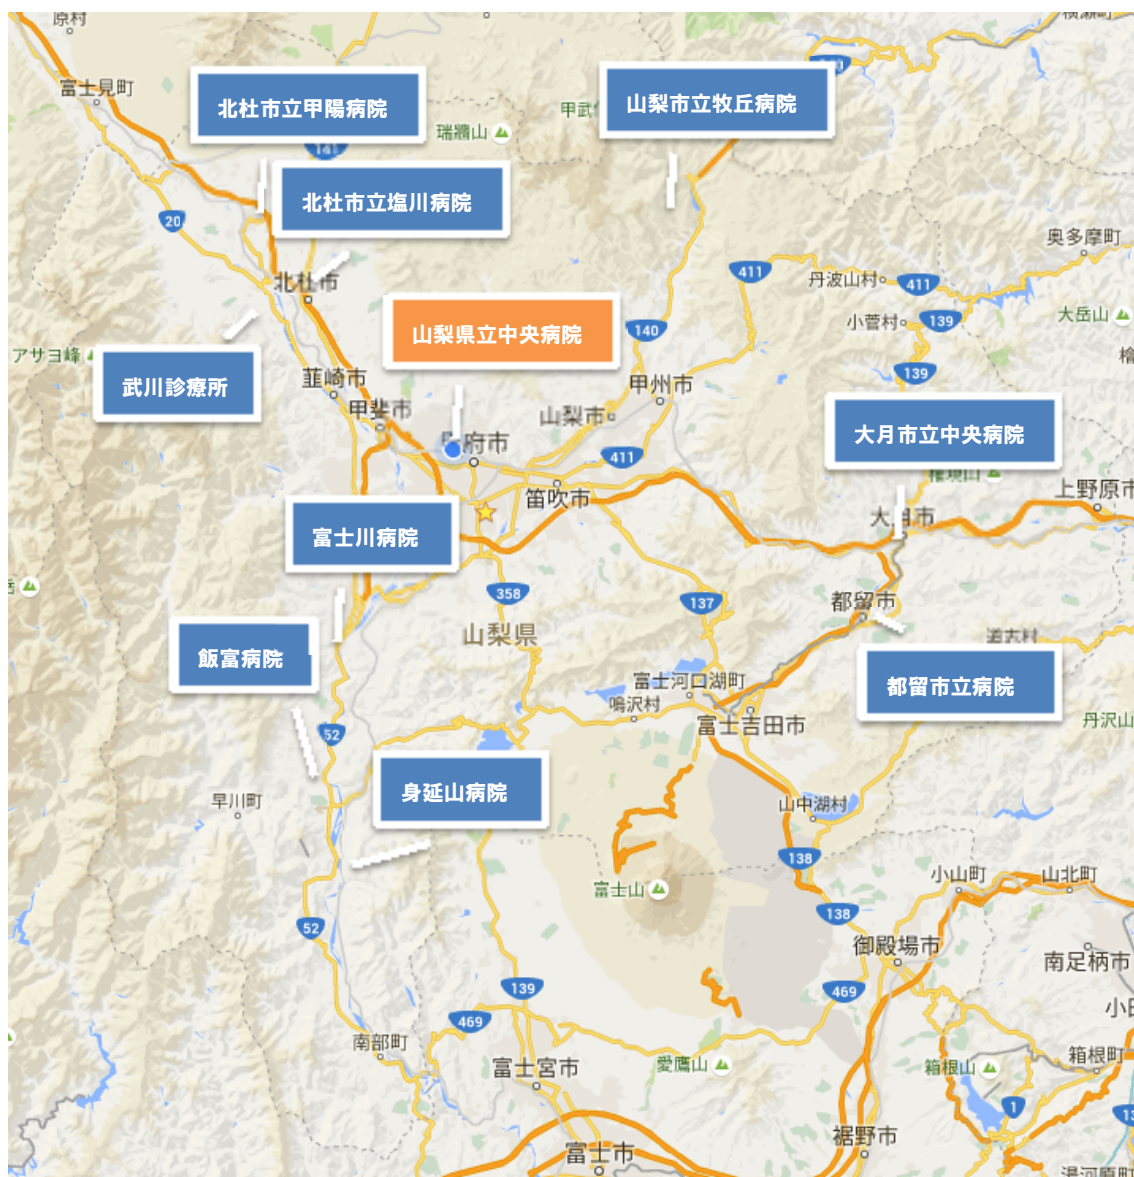 原村
富士見町
北杜市立甲陽病院
瑞牆山
141
山梨市立牧丘病院
北杜市立塩川病院
20
北杜市
奥多摩町
411
丹波山村
411
小菅村
139
大岳山
139
140
山梨県立中央病院
アサヨ峰
武川診療所
韮崎市
甲斐市
甲州市
山梨市
府市
411
笛吹市
大月市立中央病院
上野原市
大月市
富士川病院
358
137
都留市
山梨県
道志村
飯富病院
都留市立病院
富士河口湖町
鳴沢村
富士吉田市
丹沢山
52
身延山病院
早川町
山中湖村
138
富士山
小山町
山北町
138
52
御殿場市
南足柄市
139
469
469
南部町
愛鷹山
富士宮市
箱根山
箱根町
1
富士市
裾野市
湯河原町